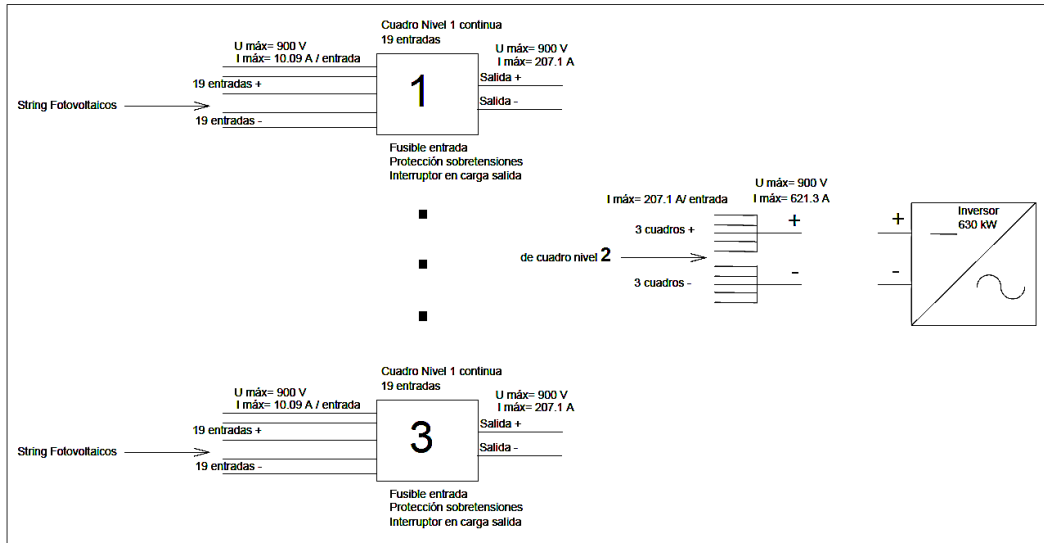 Cuadro Nivel 1 continua
19 entradas
U máx= 900 V
I máx= 10.09 A / entrada
U máx= 900 V
I máx= 207.1 A
1
19 entradas +
Salida +
String Fotovoltaicos
Salida -
19 entradas -
Fusible entrada
Protección sobretensiones
Interruptor en carga salida
I máx= 207.1 A/ entrada
U máx= 900 V
I máx= 621.3 A
3 cuadros +
+
+
Inversor
630 kW
de cuadro nivel 2
3 cuadros -
-
-
Cuadro Nivel 1 continua
19 entradas
U máx= 900 V
I máx= 10.09 A / entrada
U máx= 900 V
I máx= 207.1 A
3
19 entradas +
Salida +
String Fotovoltaicos
Salida -
19 entradas -
Fusible entrada
Protección sobretensiones
Interruptor en carga salida